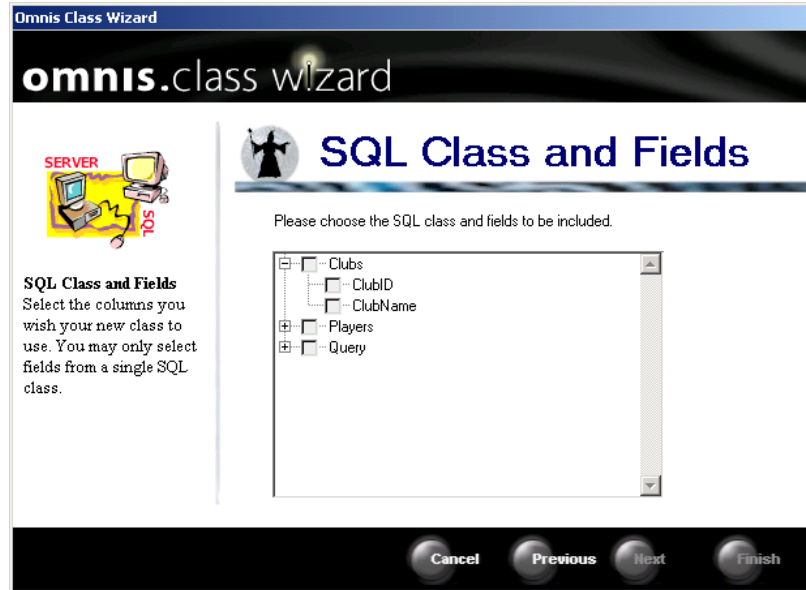 Omnis Class Wizard
omnis.class wizard
SERVER
SQL
SQL Class and Fields
Please choose the SQL class and fields to be included.
SQL Class and Fields
Select the columns you
wish your new class to
use. You may only select
fields from a single SQL
class.
Clubs
ClubID
ClubName
Players
Query
Cancel
Previous
Next
Finish